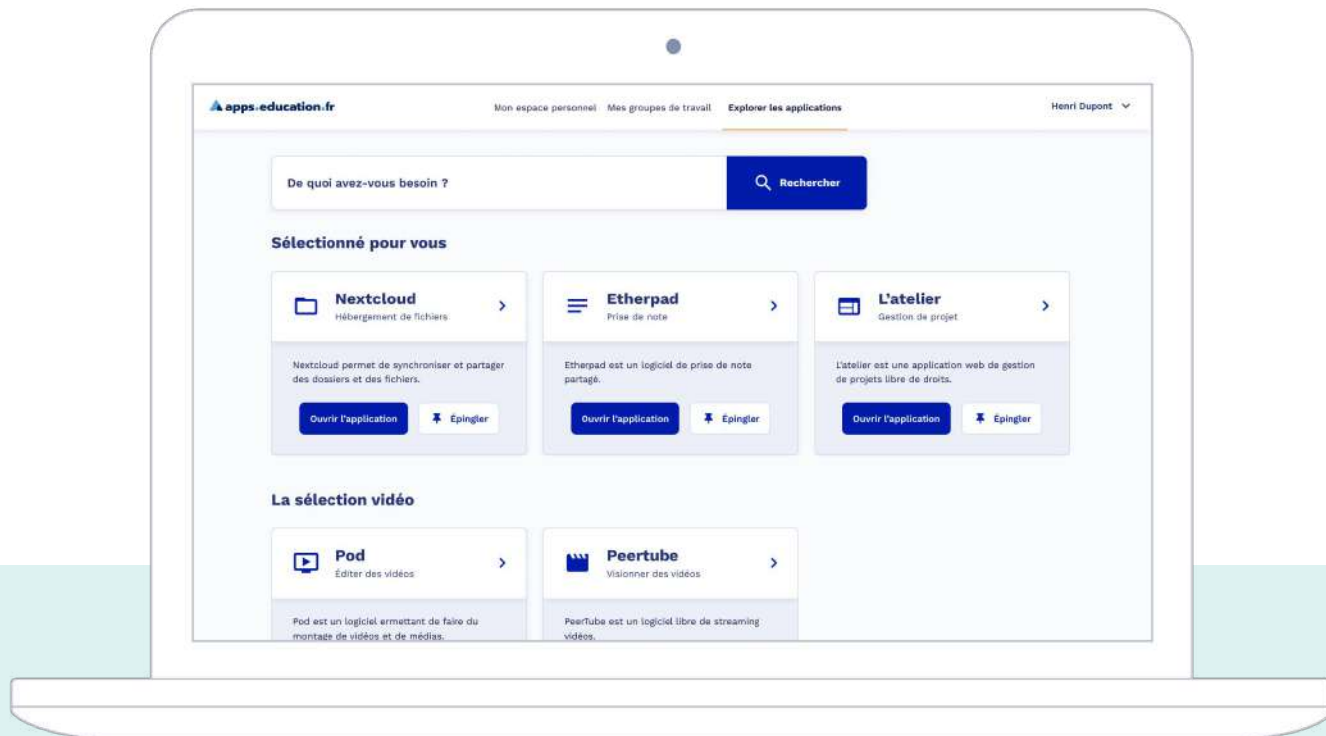 apps.education.fr
Mon espace personnel Mes groupes de travail Explorer les applications
Henri Dupont
De quoi avez-vous besoin ?
Rechercher
Sélectionné pour vous
Nextcloud
Hébergement de fichiers
Nextcloud permet de synchroniser et partager
des dossiers et des fichiers.
Ouvrir l'application
Épingler
Etherpad
Prise de note
Etherpad est un logiciel de prise de note
partagé.
Ouvrir l'application
Épingler
L'atelier
Gestion de projet
L'atelier est une application web de gestion
de projets libre de droits.
Ouvrir l'application
Épingler
La sélection vidéo
Pod
Éditer des vidéos
Pod est un logiciel ermettant de faire du
montage de vidéos et de médias.
Peertube
Visionner des vidéos
PeerTube est un logiciel libre de streaming
vidéos.